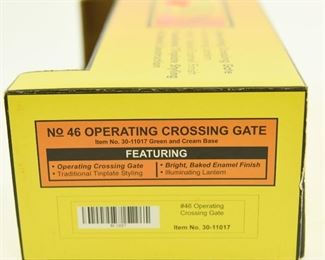 No 46 OPERATING CROSSING GATE
Item No. 30-11017 Green and Cream Base
FEATURING
• Operating Crossing Gate
• Bright, Baked Enamel Finish
• Traditional Tinplate Styling
• Illuminating Lantern
#46 Operating
Crossing Gate
Item No. 30-11017